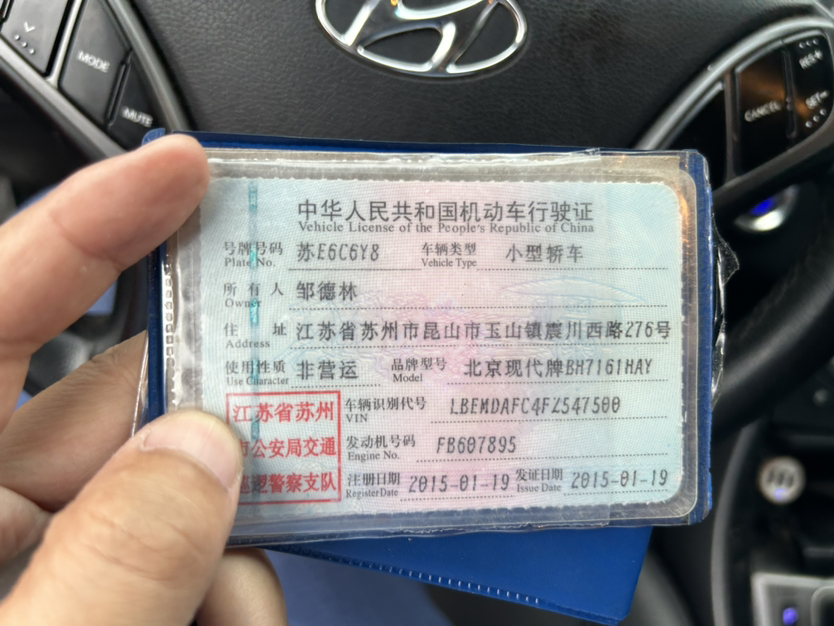 MODE
MUTE
CANCEL
RES+
SET-
中华人民共和国机动车行驶证
Vehicle License of the People's Republic of China
号牌号码 苏E6C6Y8 车辆类型 小型轿车
Plate No. Vehicle Type
所有人 邹德林
Owner
住址 江苏省苏州市昆山市玉山镇震川西路276号
Address
使用性质 非营运 品牌型号 北京现代牌BH7161HAY
Use Character Model
江苏省苏州
市公安局交通
巡逻警察支队
车辆识别代号 LBEMDAFC4FZ547500
VIN
发动机号码 FB607895
Engine No.
注册日期 2015-01-19 发证日期 2015-01-19
Register Date Issue Date